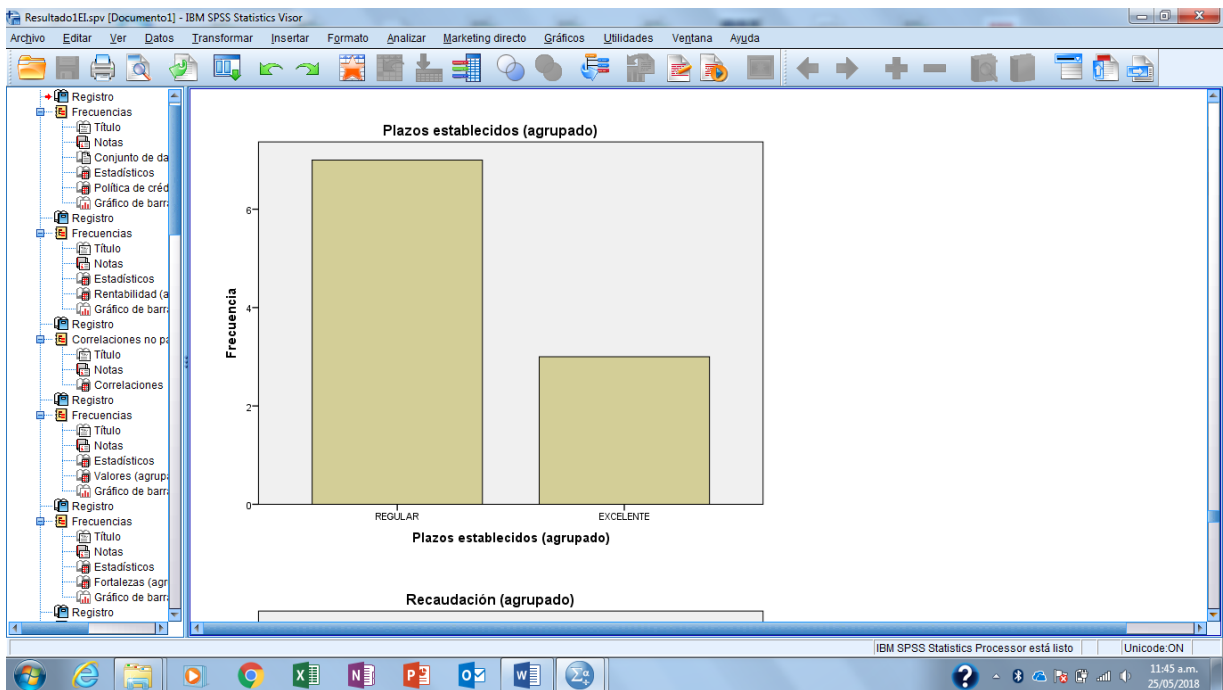 Resultado1EI.spv [Documento1] - IBM SPSS Statistics Visor
Archivo Editar Ver Datos Transformar Insertar Formato Analizar Marketing directo Gráficos Utilidades Ventana Ayuda
Registro
Frecuencias
Título
Notas
Conjunto de da
Estadísticos
Política de créd
Gráfico de barr
Registro
Frecuencias
Título
Notas
Estadísticos
Rentabilidad (a
Gráfico de barr
Registro
Correlaciones no pa
Título
Notas
Correlaciones
Registro
Frecuencias
Título
Notas
Estadísticos
Valores (agrup
Gráfico de barr
Registro
Frecuencias
Título
Notas
Estadísticos
Fortalezas (agr
Gráfico de barr
Registro
Plazos establecidos (agrupado)
Frecuencia
6
4
2
0
REGULAR EXCELENTE
Plazos establecidos (agrupado)
Recaudación (agrupado)
IBM SPSS Statistics Processor está listo Unicode:ON
11:45 a.m.
25/05/2018